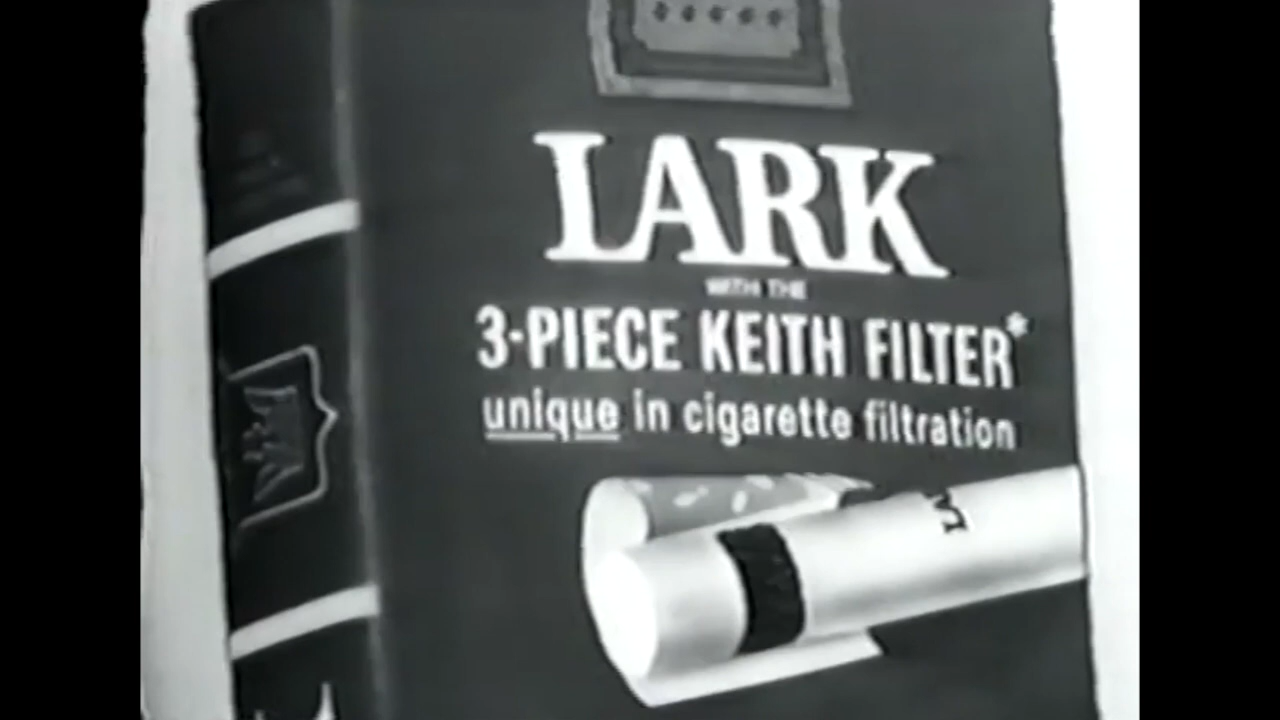 LARK
WITH THE
3-PIECE KEITH FILTER*
unique in cigarette filtration